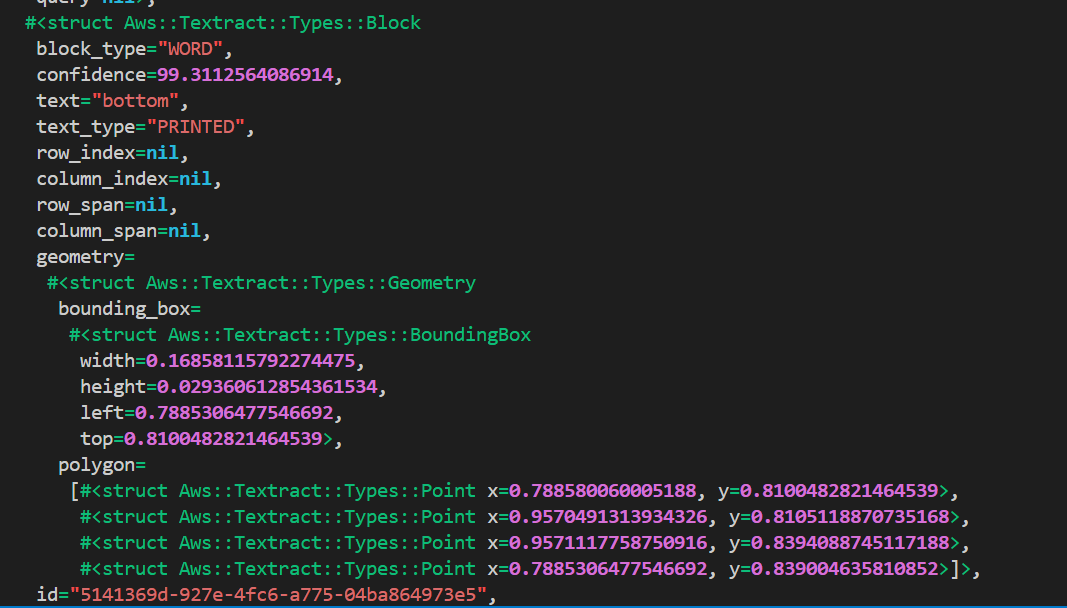 query=nil>,
#<struct Aws::Textract::Types::Block
block_type="WORD",
confidence=99.3112564086914,
text="bottom",
text_type="PRINTED",
row_index=nil,
column_index=nil,
row_span=nil,
column_span=nil,
geometry=
#<struct Aws::Textract::Types::Geometry
bounding_box=
#<struct Aws::Textract::Types::BoundingBox
width=0.16858115792274475,
height=0.029360612854361534,
left=0.7885306477546692,
top=0.8100482821464539>,
polygon=
[#<struct Aws::Textract::Types::Point x=0.788580060005188, y=0.8100482821464539>,
#<struct Aws::Textract::Types::Point x=0.9570491313934326, y=0.8105118870735168>,
#<struct Aws::Textract::Types::Point x=0.9571117758750916, y=0.8394088745117188>,
#<struct Aws::Textract::Types::Point x=0.7885306477546692, y=0.839004635810852>]>,
id="5141369d-927e-4fc6-a775-04ba864973e5",